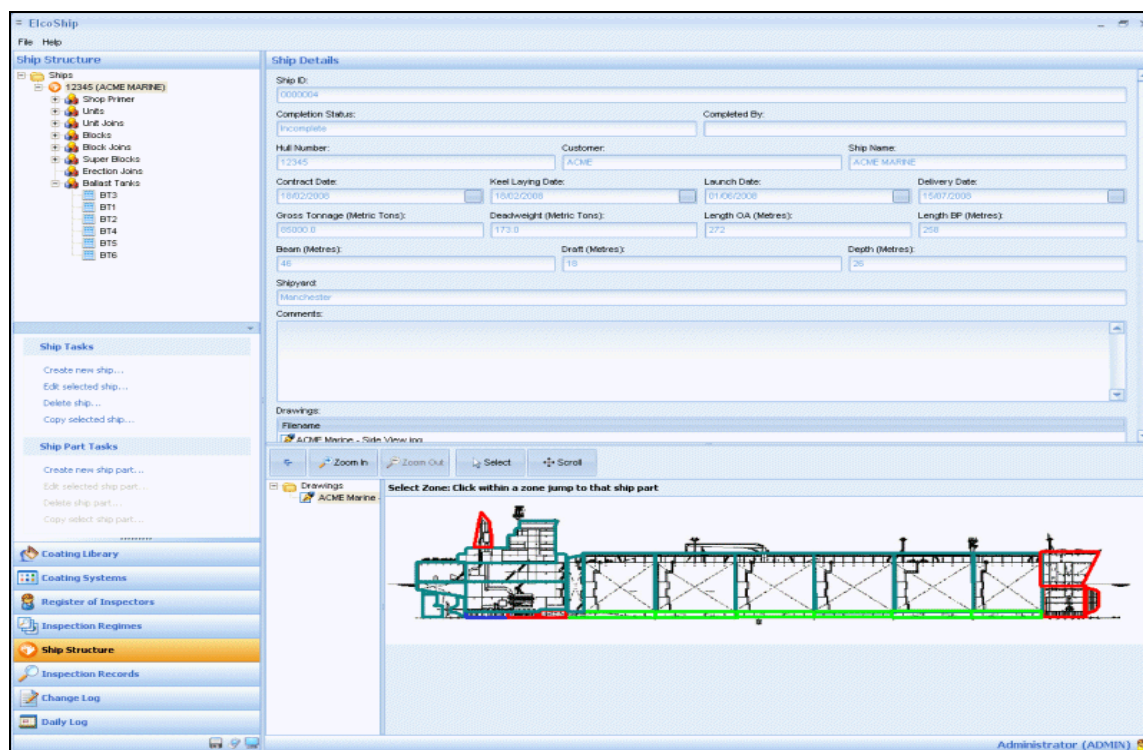 ElcoShip
File Help
Ship Structure
Ships
12345 (ACME MARINE)
Shop Primer
Units
Unit Joins
Blocks
Block Joins
Super Blocks
Erection Joins
Ballast Tanks
BT3
BT1
BT2
BT4
BT5
BT6
Ship Tasks
Create new ship...
Edit selected ship...
Delete ship...
Copy selected ship...
Ship Part Tasks
Create new ship part...
Edit selected ship part...
Delete ship part...
Copy select ship part...
Coating Library
Coating Systems
Register of Inspectors
Inspection Regimes
Ship Structure
Inspection Records
Change Log
Daily Log
Ship Details
Ship ID:
0000004
Completion Status: Completed By:
Incomplete
Hull Number: Customer: Ship Name:
12345 ACME ACME MARINE
Contract Date: Keel Laying Date: Launch Date: Delivery Date:
18/02/2008 18/02/2008 01/06/2008 15/07/2008
Gross Tonnage (Metric Tons): Deadweight (Metric Tons): Length OA (Metres): Length BP (Metres):
85000.0 173.0 272 258
Beam (Metres): Draft (Metres): Depth (Metres):
46 18 26
Shipyard:
Manchester
Comments:
Drawings:
Filename
ACME Marine - Side View.jpg
Zoom In Zoom Out Select Scroll
Drawings
ACME Marine -
Select Zone: Click within a zone jump to that ship part
Administrator (ADMIN)